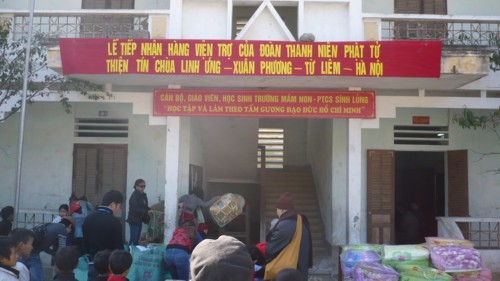 LỄ TIẾP NHẬN HÀNG VIỆN TRỢ CỦA ĐOÀN THANH NIÊN PHẬT TỬ
THIỆN TÍN CHÙA LINH ỨNG - XUÂN PHƯƠNG - TỪ LIÊM - HÀ NỘI
CÁN BỘ, GIÁO VIÊN, HỌC SINH TRƯỜNG MẦM NON - PTCS SÍNH LỦNG
"HỌC TẬP VÀ LÀM THEO TẤM GƯƠNG ĐẠO ĐỨC HỒ CHÍ MINH"